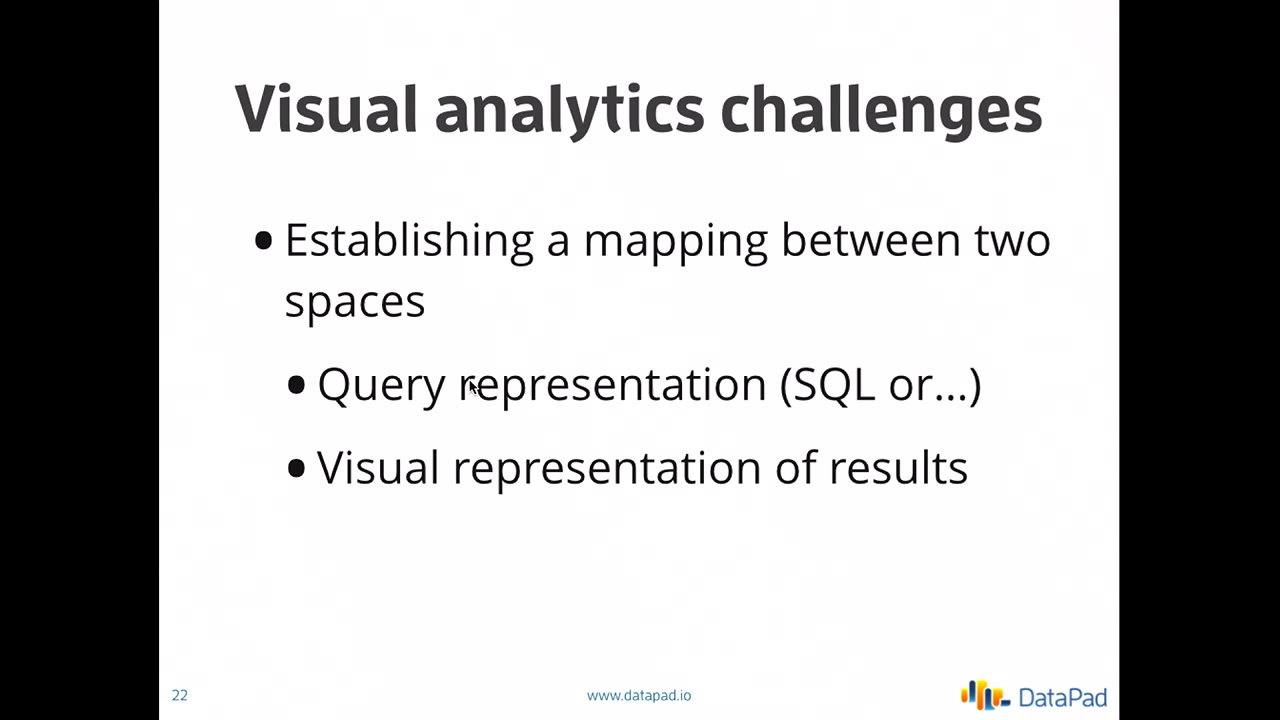 Visual analytics challenges
• Establishing a mapping between two
spaces
• Query representation (SQL or...)
• Visual representation of results
22
www.datapad.io
DataPad